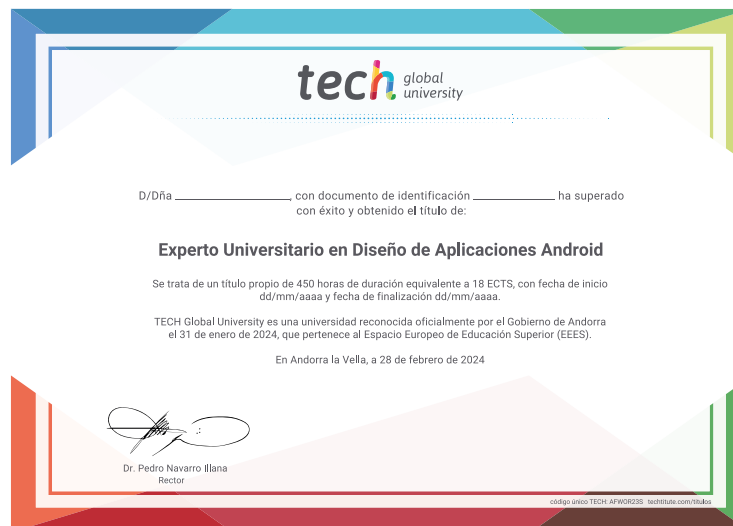 tech global university
D/Dña ____________________, con documento de identificación ______________ ha superado
con éxito y obtenido el título de:
Experto Universitario en Diseño de Aplicaciones Android
Se trata de un título propio de 450 horas de duración equivalente a 18 ECTS, con fecha de inicio
dd/mm/aaaa y fecha de finalización dd/mm/aaaa.
TECH Global University es una universidad reconocida oficialmente por el Gobierno de Andorra
el 31 de enero de 2024, que pertenece al Espacio Europeo de Educación Superior (EEES).
En Andorra la Vella, a 28 de febrero de 2024
Dr. Pedro Navarro Illana
Rector
código único TECH: AFWOR23S techtitute.com/titulos